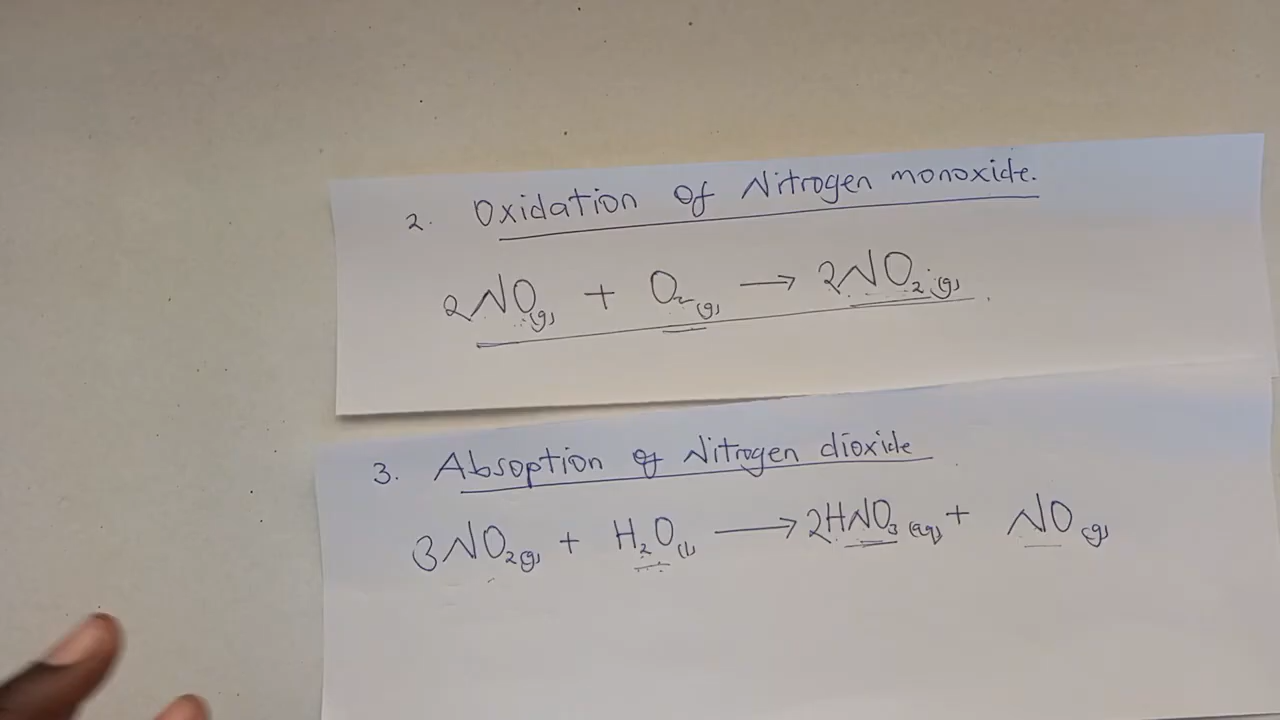 2. Oxidation of Nitrogen monoxide.
2NO(g) + O2(g) → 2NO2(g)
3. Absoption of Nitrogen dioxide
3NO2(g) + H2O(l) → 2HNO3(aq) + NO(g)